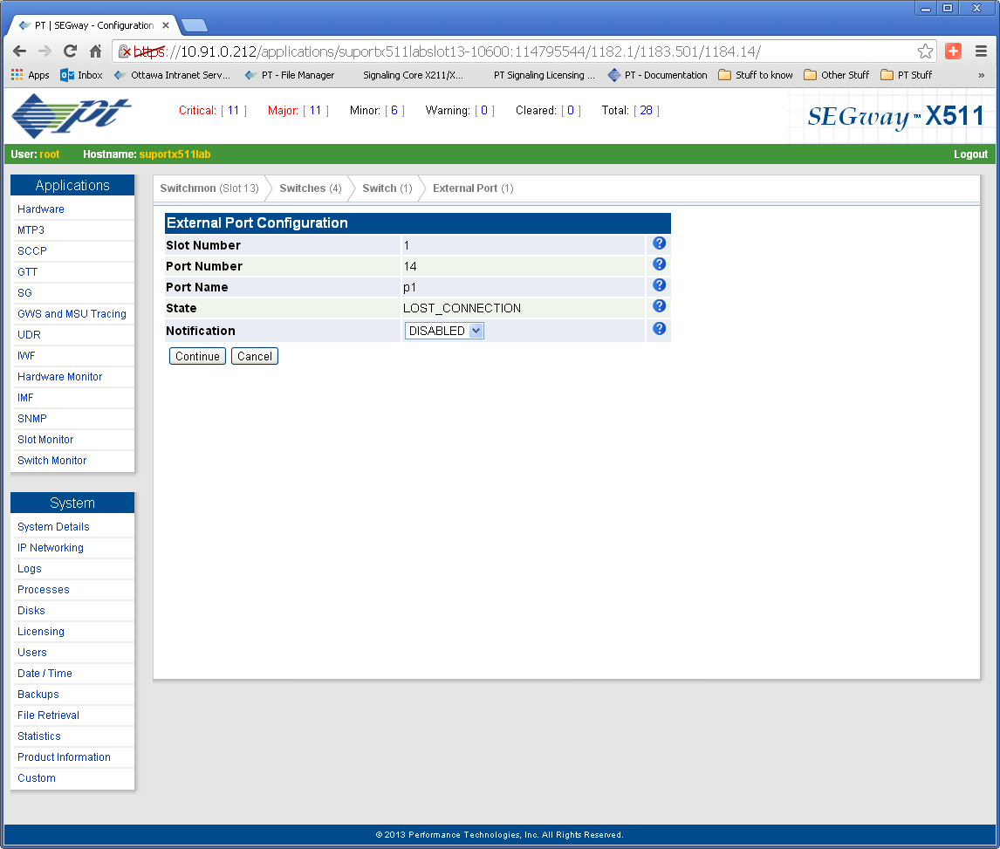 PT | SEGway - Configuration
https://10.91.0.212/applications/suportx511labslot13-10600:114795544/1182.1/1183.501/1184.14/
Apps Inbox Ottawa Intranet Serv... PT - File Manager Signaling Core X211/X... PT Signaling Licensing ... PT - Documentation Stuff to know Other Stuff PT Stuff »
pt Critical: [ 11 ] Major: [ 11 ] Minor: [ 6 ] Warning: [ 0 ] Cleared: [ 0 ] Total: [ 28 ] SEGway™ X511
User: root Hostname: suportx511lab Logout
Applications
Hardware
MTP3
SCCP
GTT
SG
GWS and MSU Tracing
UDR
IWF
Hardware Monitor
IMF
SNMP
Slot Monitor
Switch Monitor
System
System Details
IP Networking
Logs
Processes
Disks
Licensing
Users
Date / Time
Backups
File Retrieval
Statistics
Product Information
Custom
Switchmon (Slot 13) Switches (4) Switch (1) External Port (1)
External Port Configuration
Slot Number 1 ?
Port Number 14 ?
Port Name p1 ?
State LOST_CONNECTION ?
Notification DISABLED ?
Continue Cancel
© 2013 Performance Technologies, Inc. All Rights Reserved.